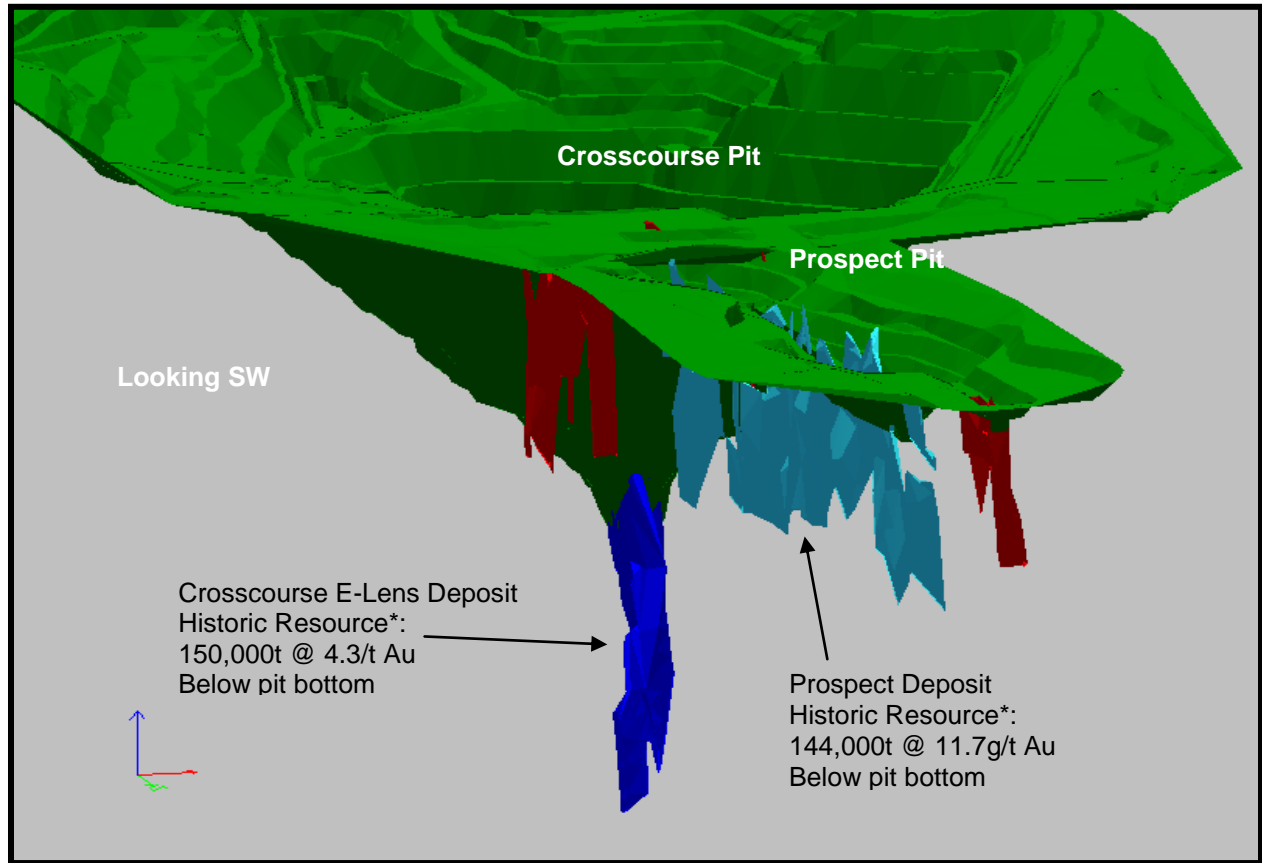 Crosscourse Pit
Prospect Pit
Looking SW
Crosscourse E-Lens Deposit
Historic Resource*:
150,000t @ 4.3/t Au
Below pit bottom
Prospect Deposit
Historic Resource*:
144,000t @ 11.7g/t Au
Below pit bottom